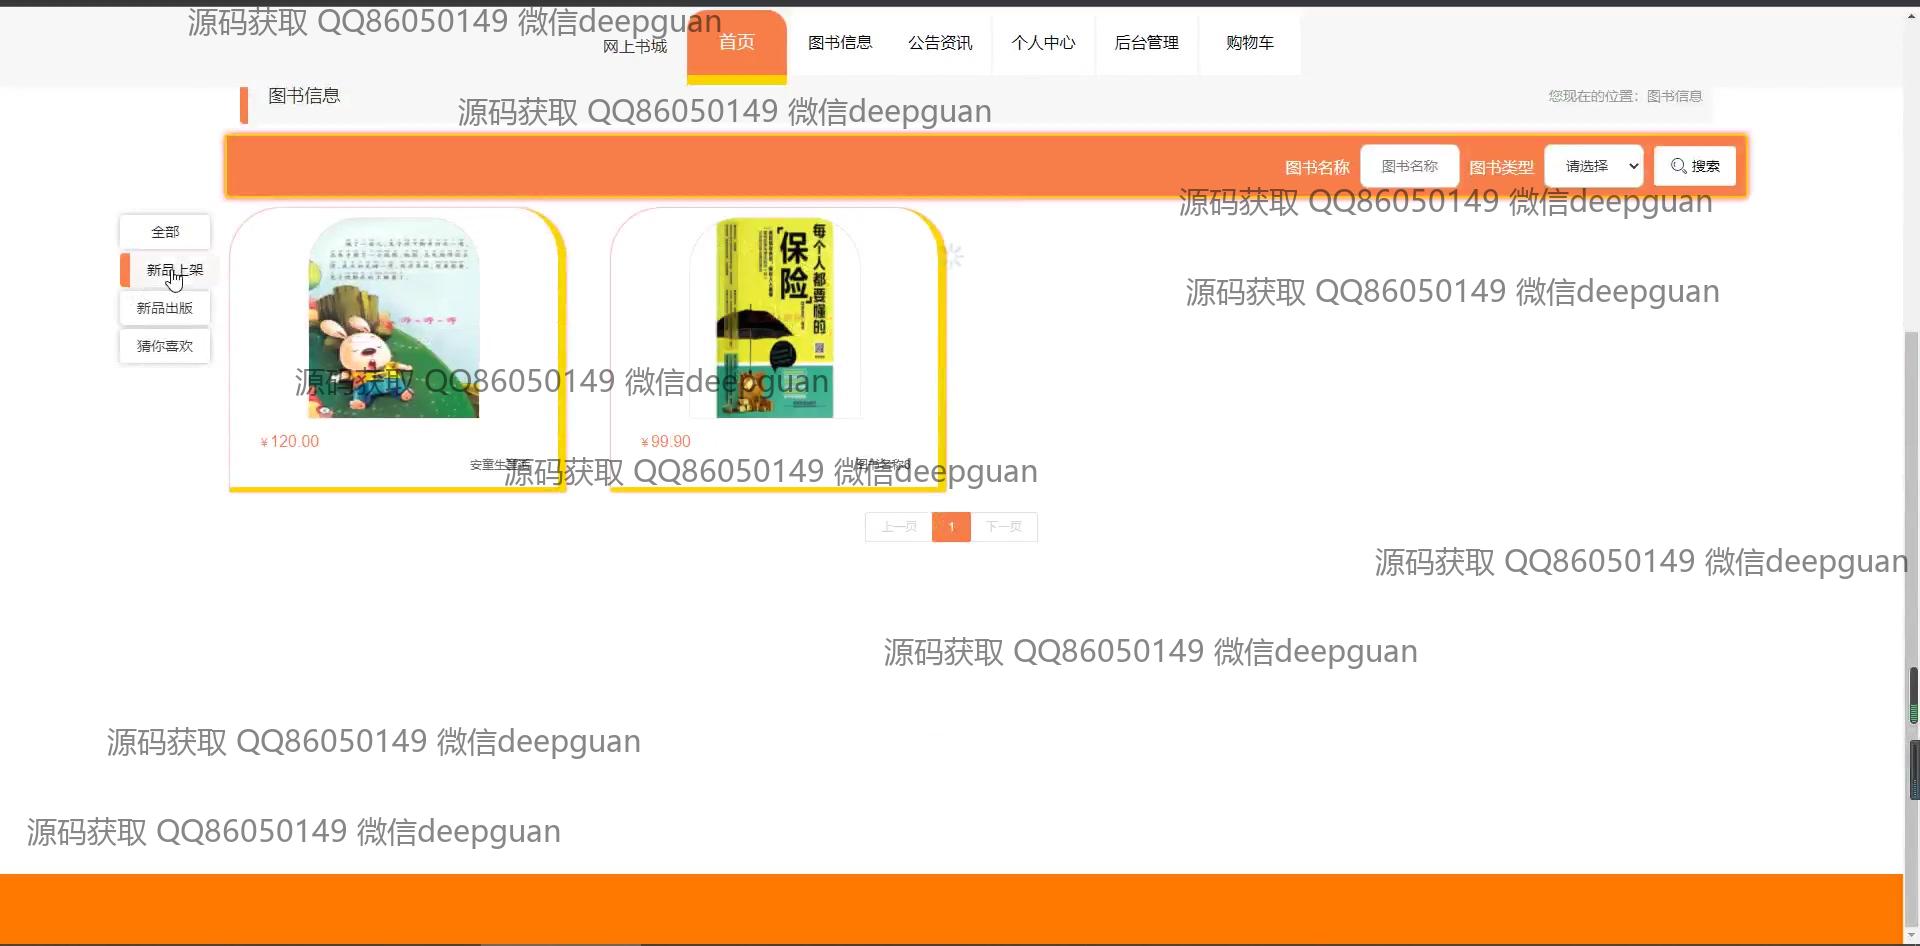 源码获取 QQ86050149 微信deepguan
网上书城
首页
图书信息
公告资讯
个人中心
后台管理
购物车
图书信息
源码获取 QQ86050149 微信deepguan
您现在的位置：图书信息
图书名称
图书名称
图书类型
请选择
搜索
源码获取 QQ86050149 微信deepguan
全部
新品上架
新品出版
猜你喜欢
每个人都要懂的
「保险」
源码获取 QQ86050149 微信deepguan
源码获取 QQ86050149 微信deepguan
¥120.00
¥99.90
安童生
图书名称6
源码获取 QQ86050149 微信deepguan
上一页
1
下一页
源码获取 QQ86050149 微信deepguan
源码获取 QQ86050149 微信deepguan
源码获取 QQ86050149 微信deepguan
源码获取 QQ86050149 微信deepguan